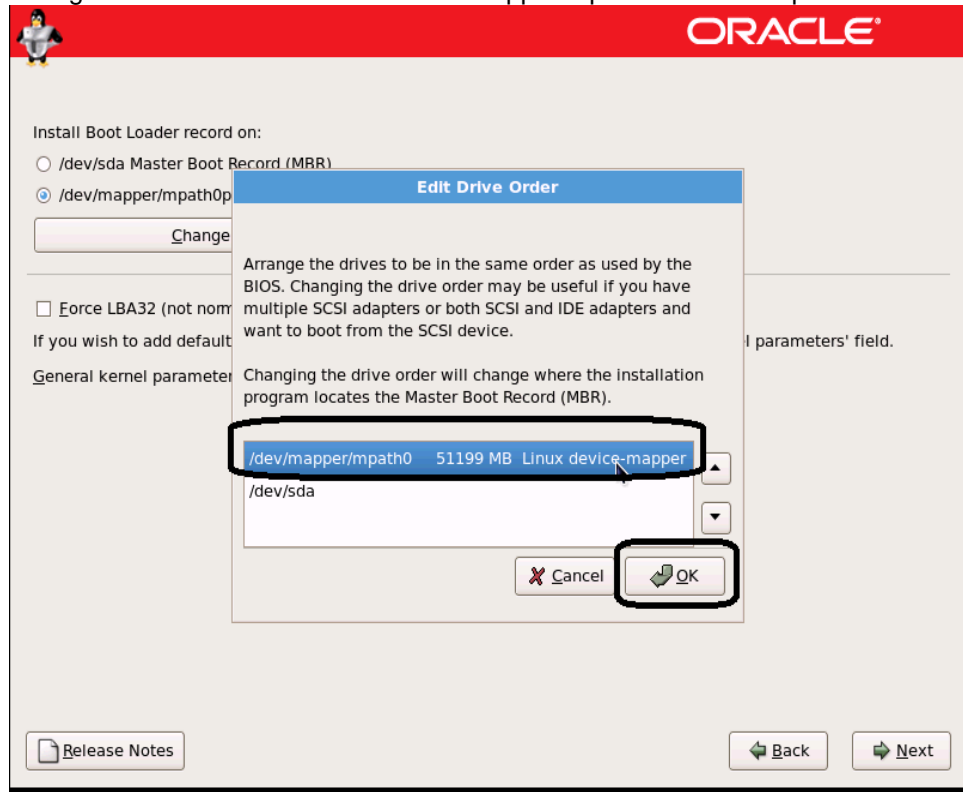 ORACLE
Install Boot Loader record on:
/dev/sda Master Boot Record (MBR)
/dev/mapper/mpath0p
Change
Edit Drive Order
Arrange the drives to be in the same order as used by the
BIOS. Changing the drive order may be useful if you have
multiple SCSI adapters or both SCSI and IDE adapters and
want to boot from the SCSI device.
Changing the drive order will change where the installation
program locates the Master Boot Record (MBR).
/dev/mapper/mpath0 51199 MB Linux device-mapper
/dev/sda
Cancel
OK
Force LBA32 (not norm
If you wish to add default
l parameters' field.
General kernel parameter
Release Notes
Back
Next